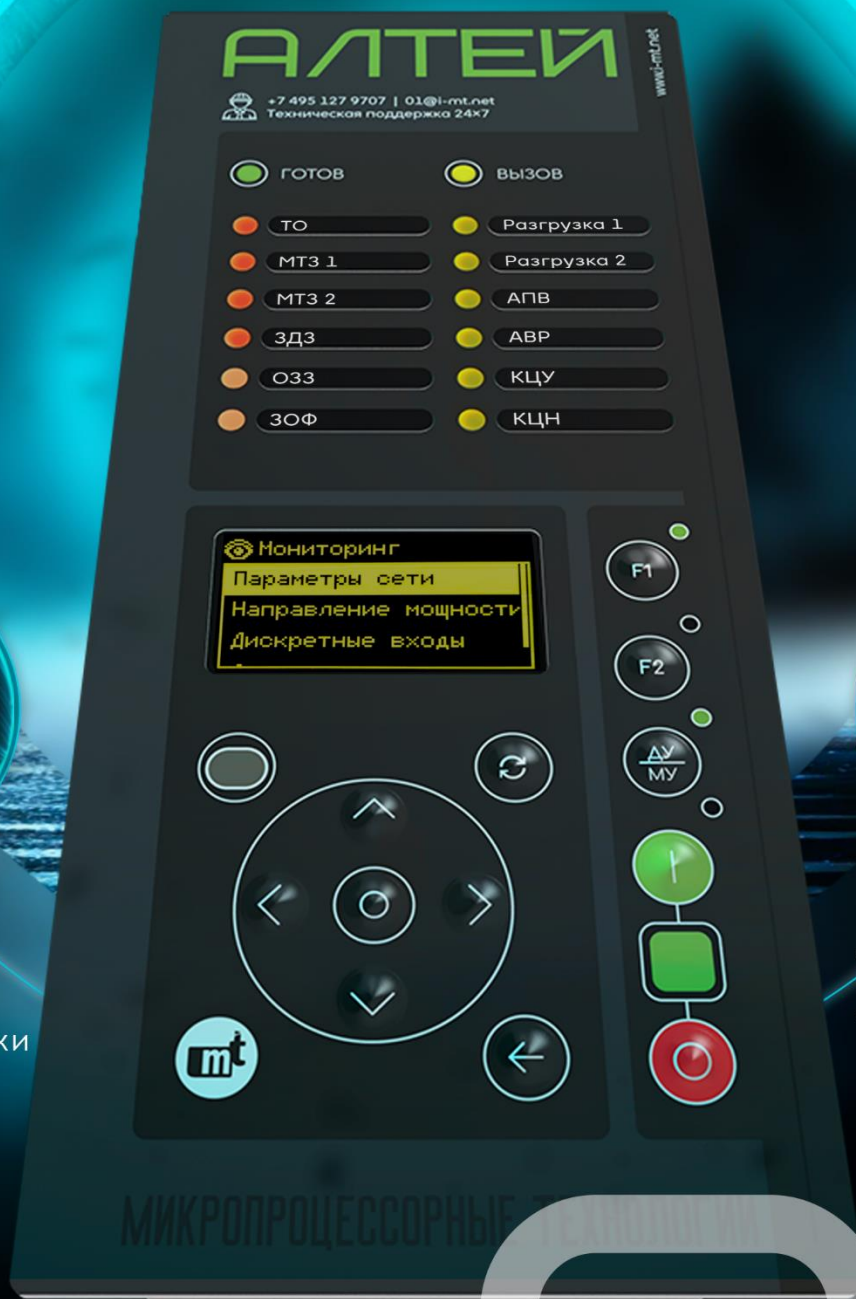 АЛТЕЙ
www.i-mt.net
+7 495 127 9707 | 01@i-mt.net
Техническая поддержка 24×7
ГОТОВ
ВЫЗОВ
ТО
Разгрузка 1
МТЗ 1
Разгрузка 2
МТЗ 2
АПВ
ЗДЗ
АВР
ОЗЗ
КЦУ
ЗОФ
КЦН
Мониторинг
Параметры сети
Направление мощности
Дискретные входы
F1
F2
ДУ
МУ
ки
mt
МИКРОПРОЦЕССОРНЫЕ ТЕХНОЛОГИИ